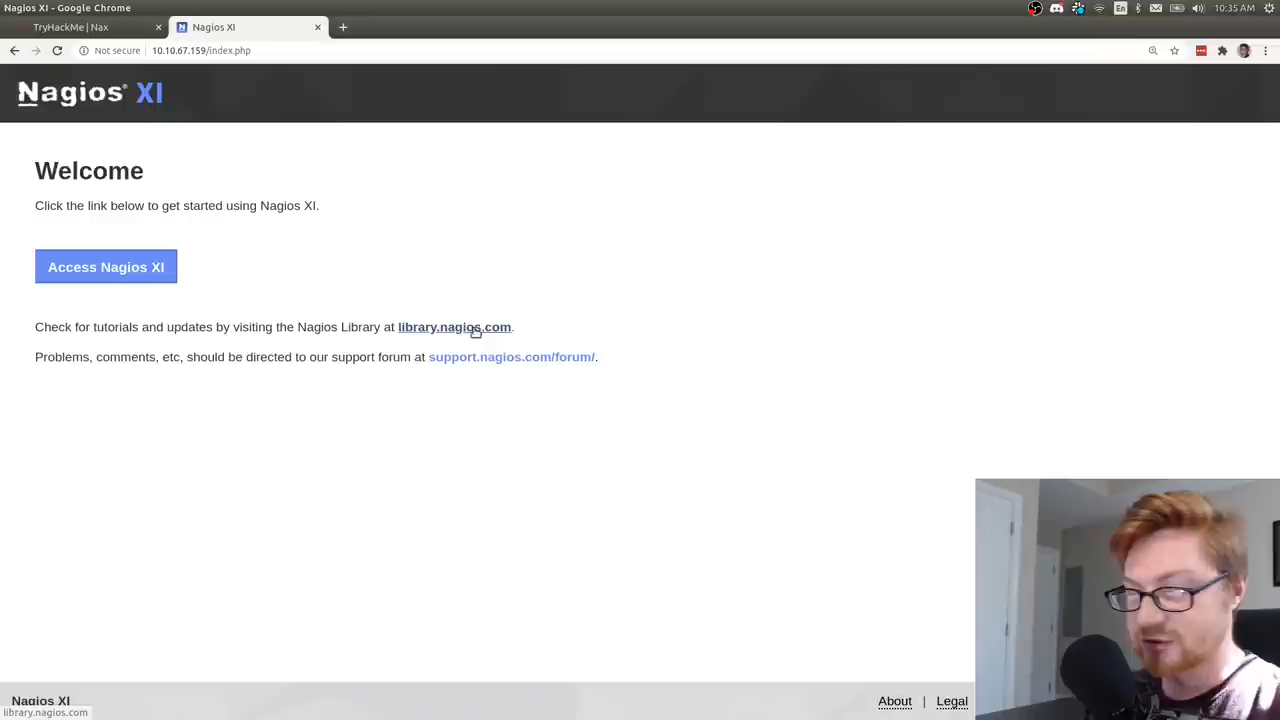 Nagios XI - Google Chrome
En
10:35 AM
TryHackMe | Nax
Nagios XI
Not secure
10.10.67.159/index.php
Nagios® XI
Welcome
Click the link below to get started using Nagios XI.
Access Nagios XI
Check for tutorials and updates by visiting the Nagios Library at library.nagios.com.
Problems, comments, etc, should be directed to our support forum at support.nagios.com/forum/.
Nagios XI
About | Legal
library.nagios.com